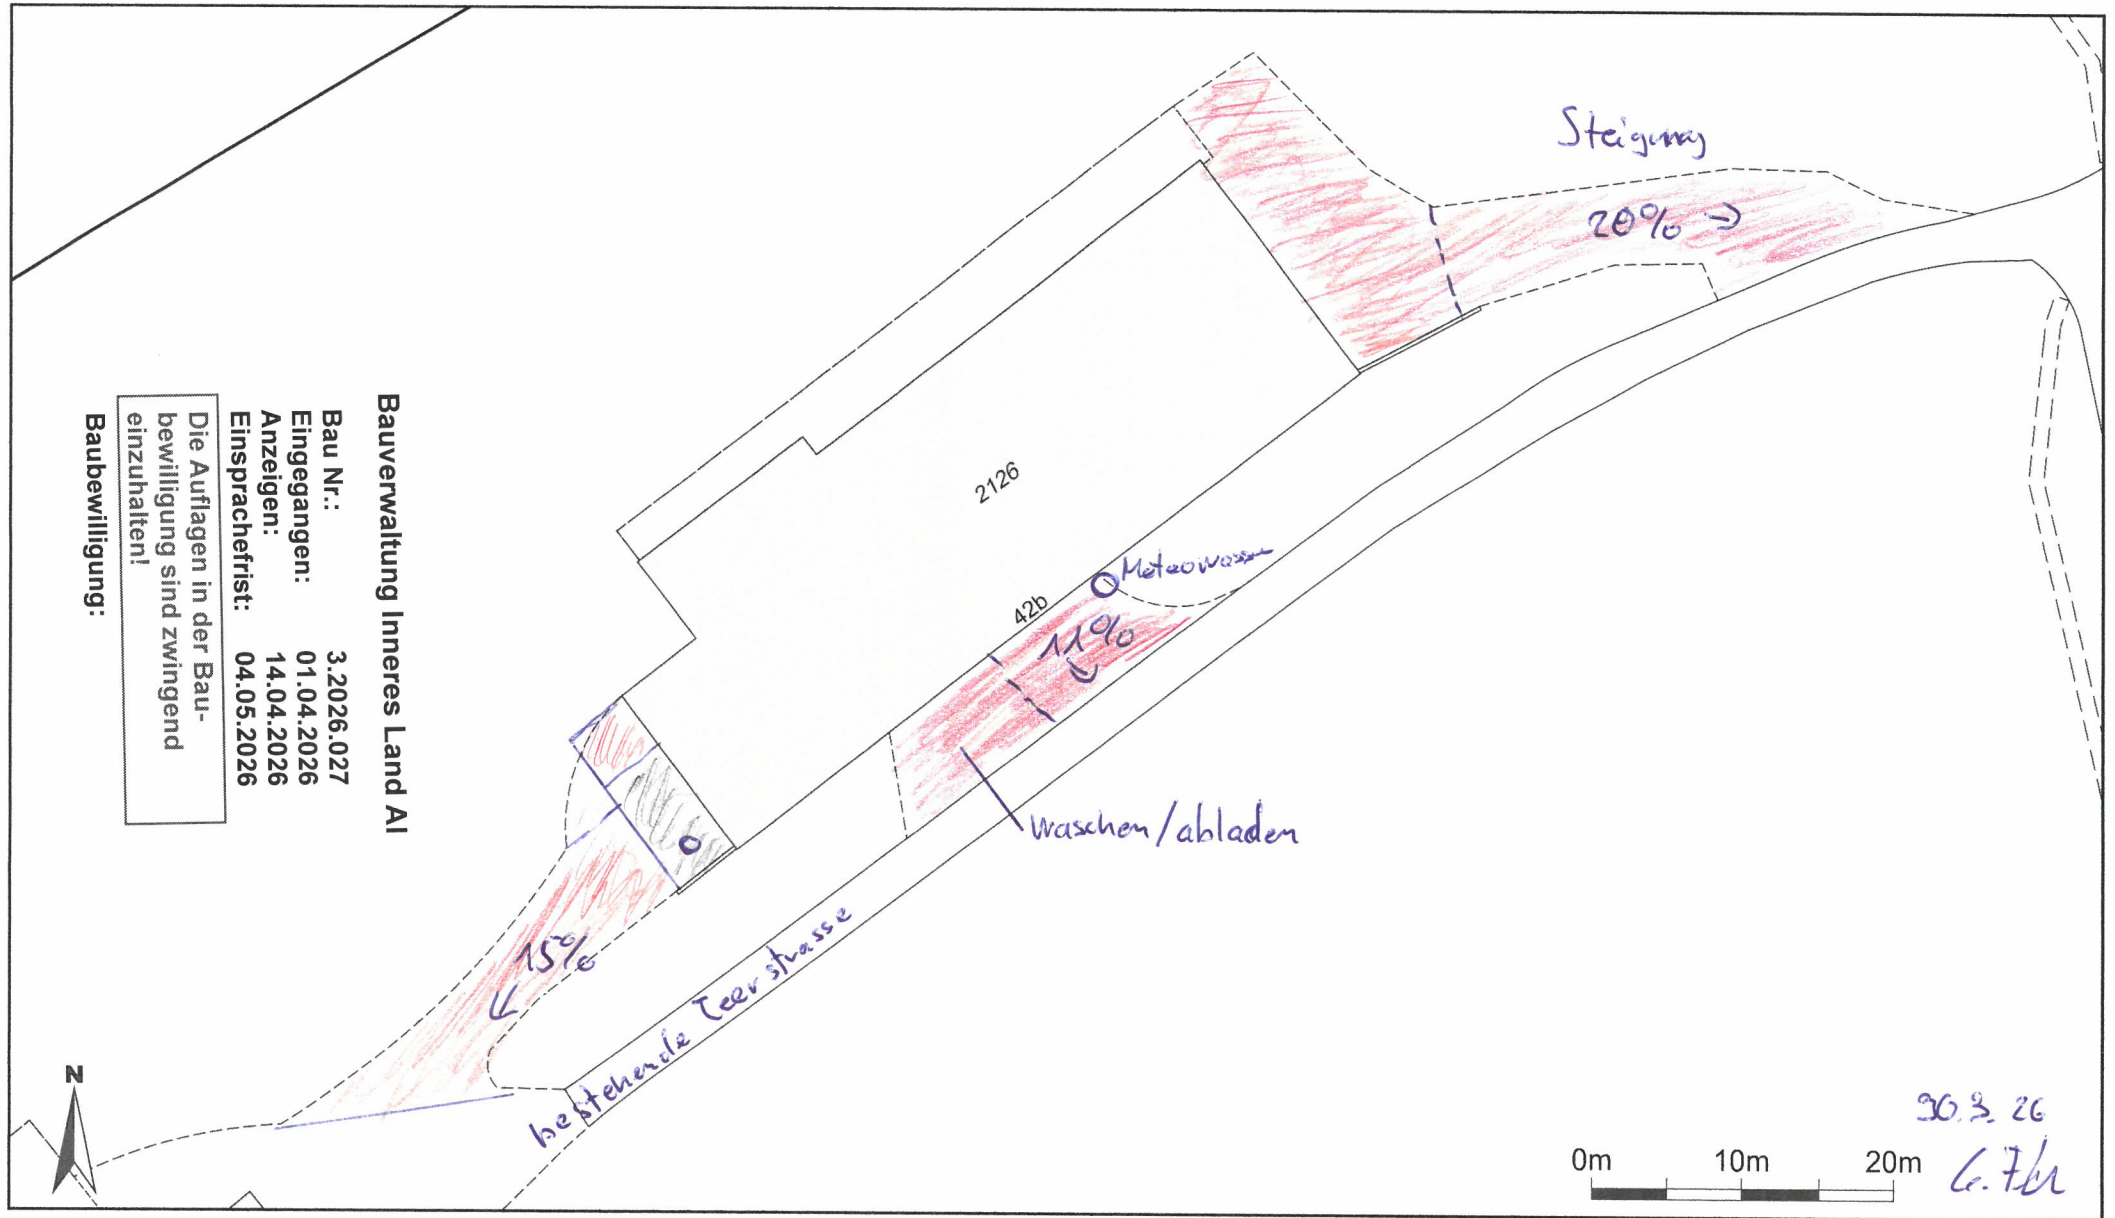 Steigung
20% →
2126
42b
Meteowasser
11%
waschen/abladen
15%
bestehende Teerstrasse
Bauverwaltung Inneres Land AI
Bau Nr.: 3.2026.027
Eingegangen: 01.04.2026
Anzeigen: 14.04.2026
Einsprachefrist: 04.05.2026
Die Auflagen in der Bau-
bewilligung sind zwingend
einzuhalten!
Baubewilligung:
N
30.3.26
0m 10m 20m